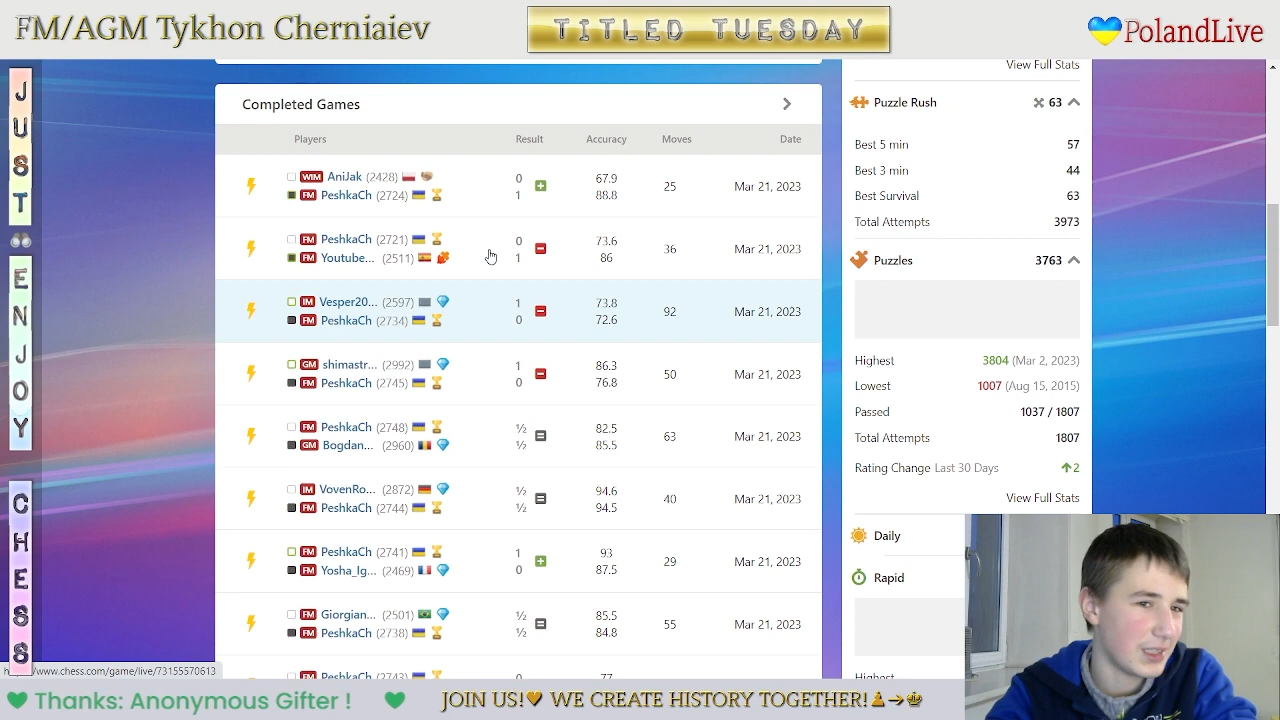 FM/AGM Tykhon Cherniaiev
TITLED TUESDAY
PolandLive
JUST
ENJOY
CHESS
Completed Games
Players Result Accuracy Moves Date
WIM AniJak (2428) 0 67.9
FM PeshkaCh (2724) 1 88.8
25 Mar 21, 2023
FM PeshkaCh (2721) 0 73.6
FM Youtube... (2511) 1 86
36 Mar 21, 2023
IM Vesper20... (2597) 1 73.8
FM PeshkaCh (2734) 0 72.6
92 Mar 21, 2023
GM shimastr... (2992) 1 86.3
FM PeshkaCh (2745) 0 76.8
50 Mar 21, 2023
FM PeshkaCh (2748) ½ 82.5
GM Bogdan... (2960) ½ 85.5
63 Mar 21, 2023
IM VovenRo... (2872) ½ 94.6
FM PeshkaCh (2744) ½ 94.5
40 Mar 21, 2023
FM PeshkaCh (2741) 1 93
FM Yosha_Ig... (2469) 0 87.5
29 Mar 21, 2023
FM Giorgian... (2501) ½ 85.5
FM PeshkaCh (2738) ½ 84.8
55 Mar 21, 2023
FM PeshkaCh (2743) 0 77
View Full Stats
Puzzle Rush 63
Best 5 min 57
Best 3 min 44
Best Survival 63
Total Attempts 3973
Puzzles 3763
Highest 3804 (Mar 2, 2023)
Lowest 1007 (Aug 15, 2015)
Passed 1037 / 1807
Total Attempts 1807
Rating Change Last 30 Days 2
View Full Stats
Daily
Rapid
Highest
www.chess.com/game/live/73155570613
Thanks: Anonymous Gifter !
JOIN US!🧡 WE CREATE HISTORY TOGETHER!♟→♚